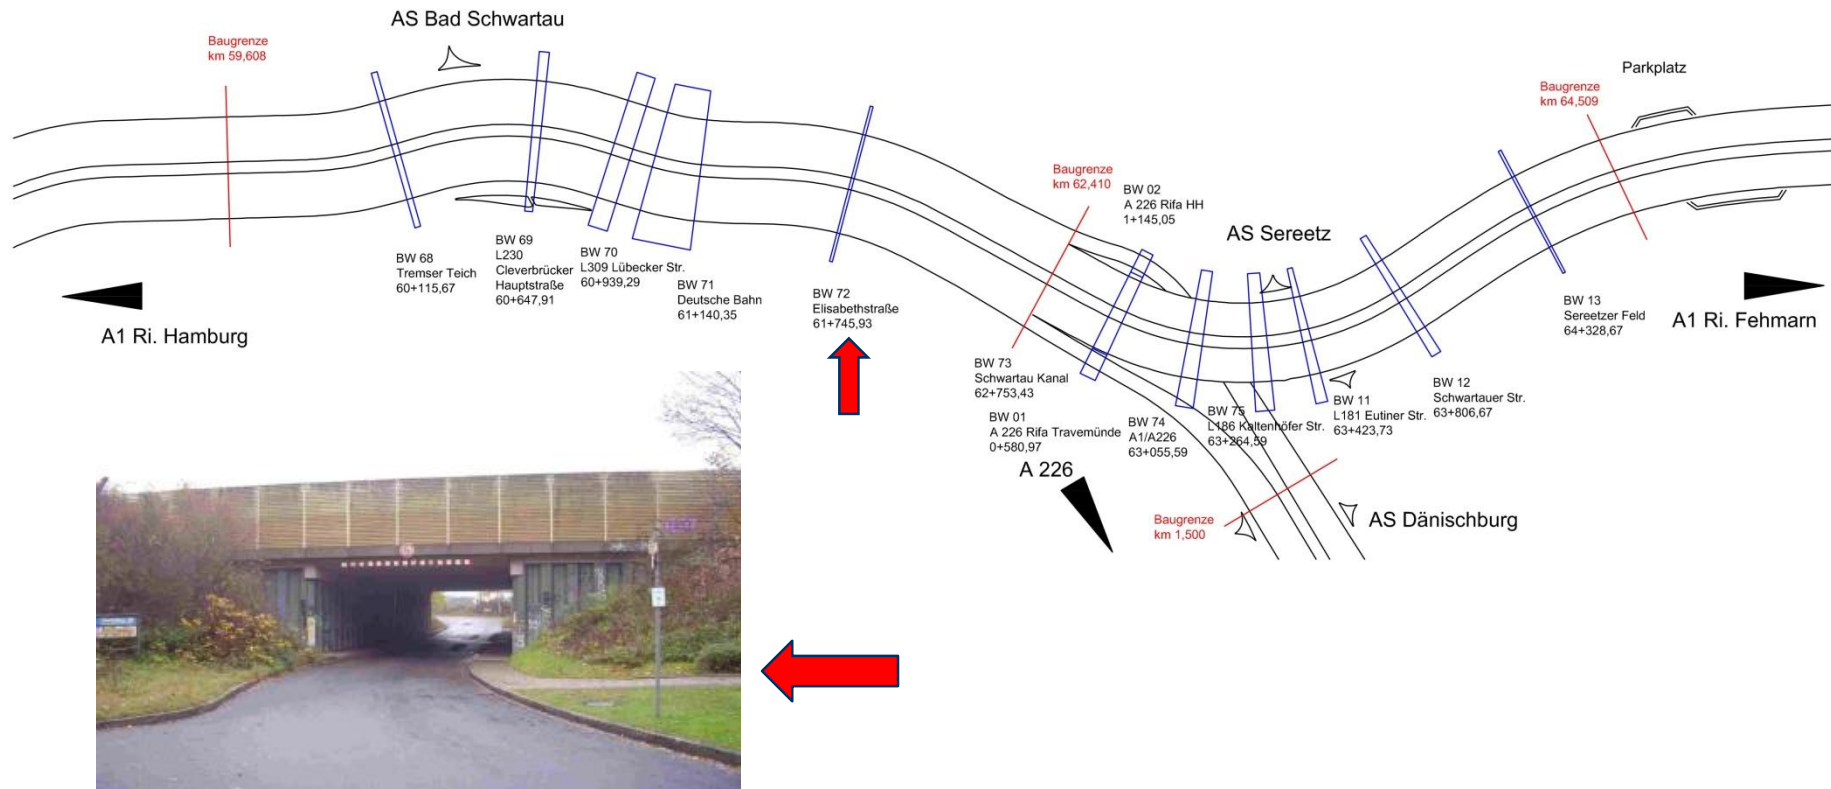 AS Bad Schwartau
Baugrenze
km 59,608
BW 68
Tremser Teich
60+115,67
BW 69
L230
Cleverbrücker
Hauptstraße
60+647,91
BW 70
L309 Lübecker Str.
60+939,29
BW 71
Deutsche Bahn
61+140,35
BW 72
Elisabethstraße
61+745,93
A1 Ri. Hamburg
Baugrenze
km 62,410
BW 02
A 226 Rifa HH
1+145,05
AS Sereetz
BW 73
Schwartau Kanal
62+753,43
BW 01
A 226 Rifa Travemünde
0+580,97
BW 74
A1/A226
63+055,59
BW 75
L186 Kaltenhöfer Str.
63+264,59
BW 11
L181 Eutiner Str.
63+423,73
BW 12
Schwartauer Str.
63+806,67
BW 13
Sereetzer Feld
64+328,67
Baugrenze
km 64,509
Parkplatz
A1 Ri. Fehmarn
A 226
Baugrenze
km 1,500
AS Dänischburg